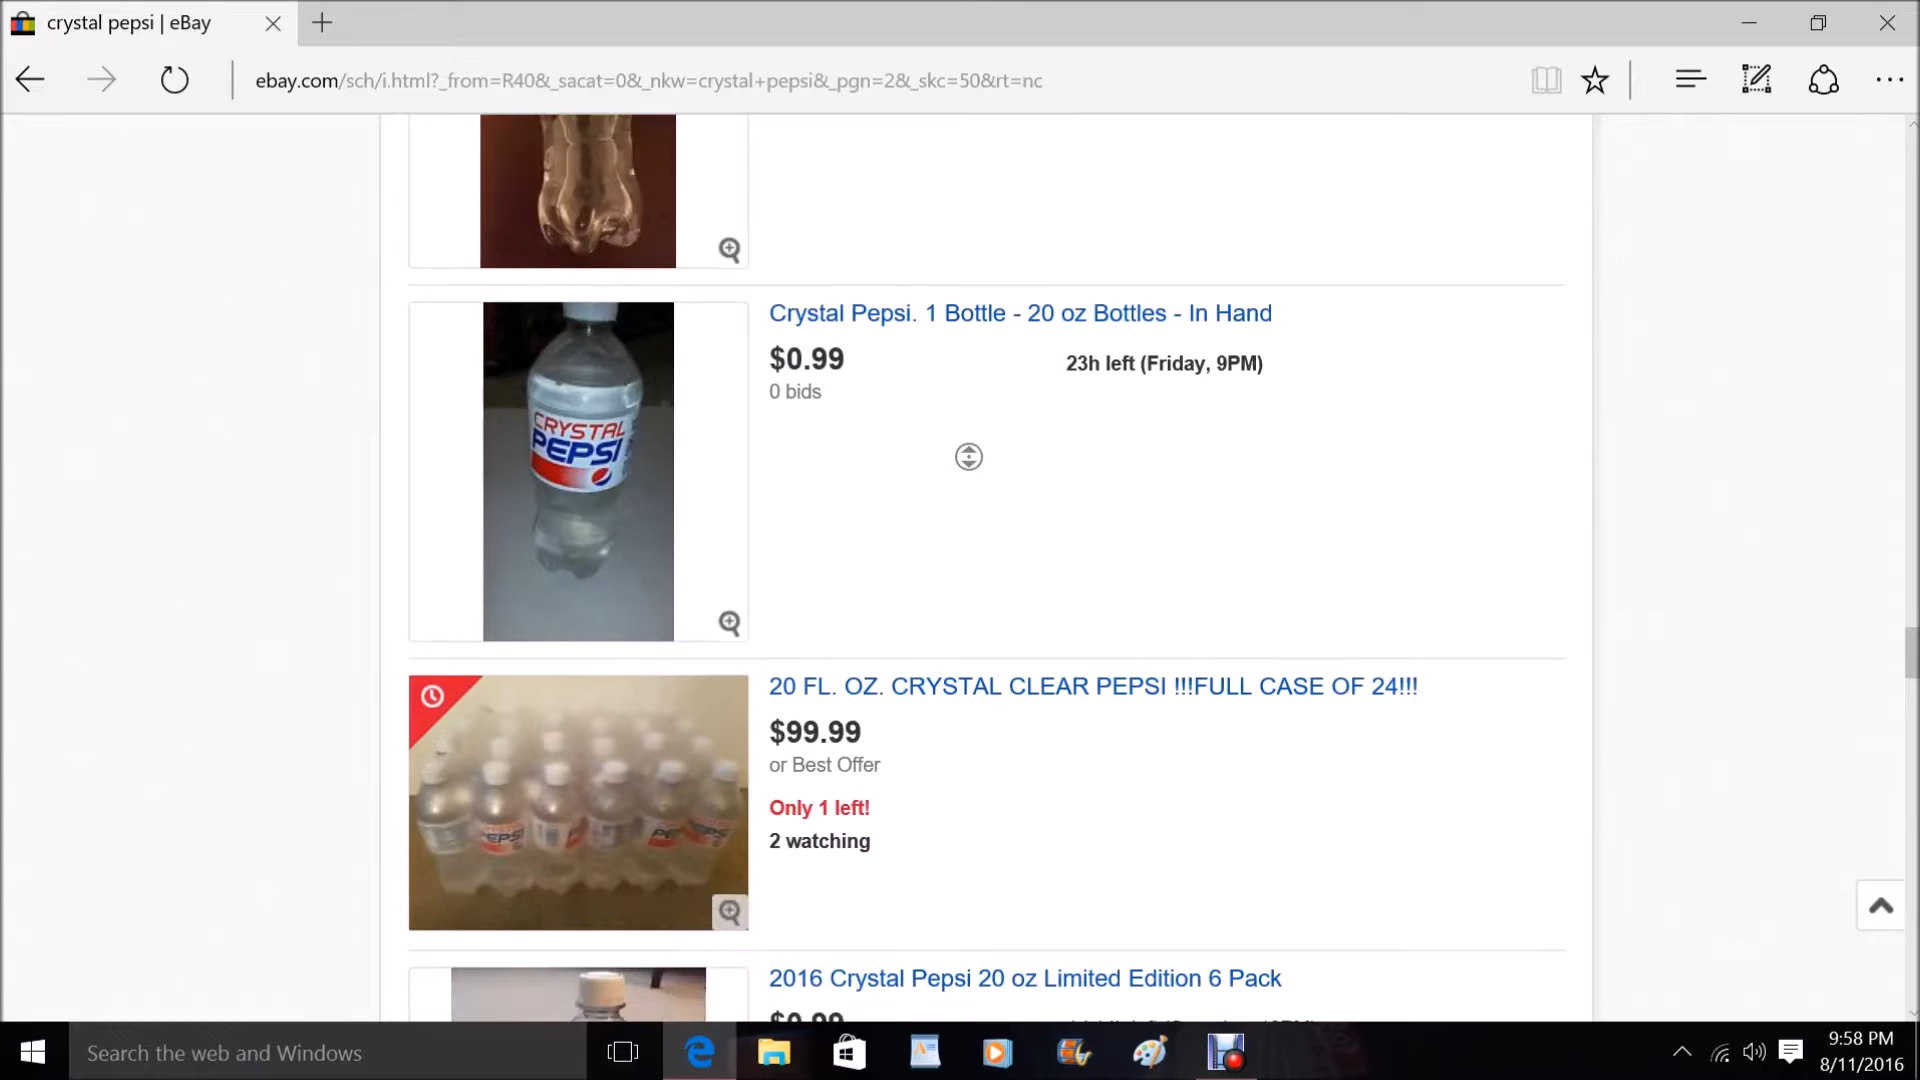 crystal pepsi | eBay
ebay.com/sch/i.html?_from=R40&_sacat=0&_nkw=crystal+pepsi&_pgn=2&_skc=50&rt=nc
Crystal Pepsi. 1 Bottle - 20 oz Bottles - In Hand
$0.99
23h left (Friday, 9PM)
0 bids
CRYSTAL
PEPSI
20 FL. OZ. CRYSTAL CLEAR PEPSI !!!FULL CASE OF 24!!!
$99.99
or Best Offer
Only 1 left!
2 watching
PEPSI
2016 Crystal Pepsi 20 oz Limited Edition 6 Pack
$0.99
Search the web and Windows
9:58 PM
8/11/2016